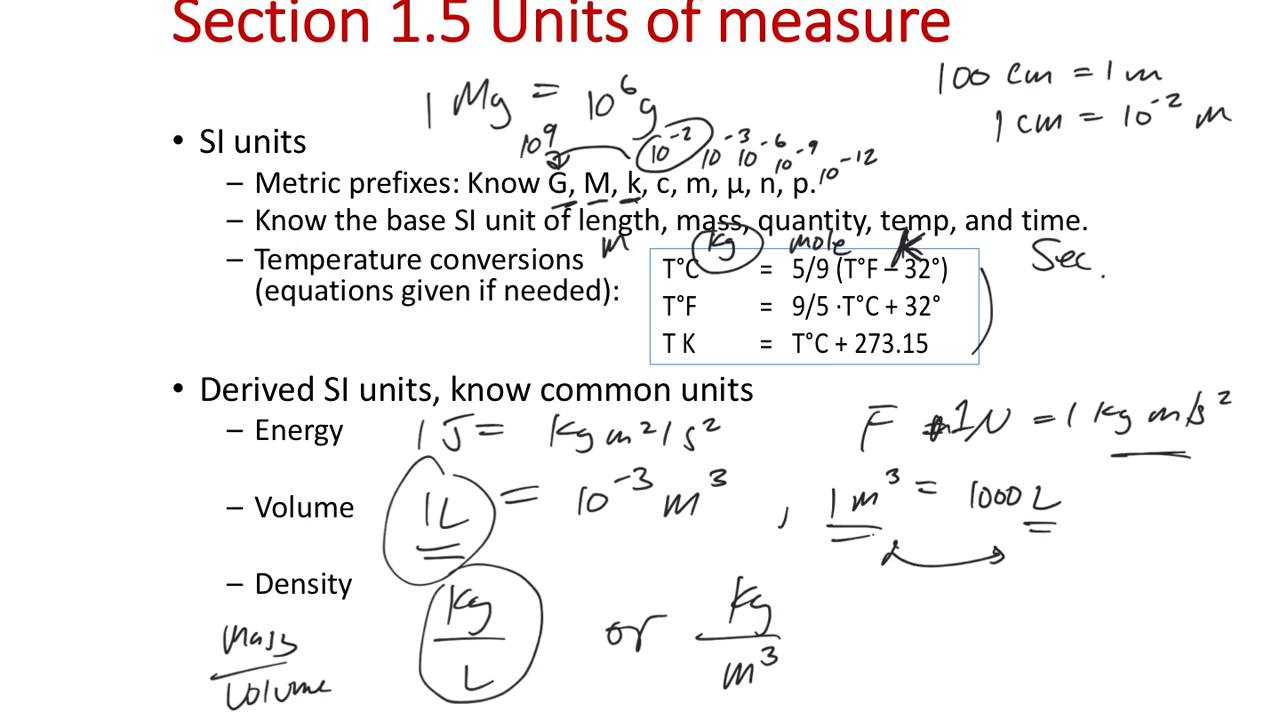 Section 1.5 Units of measure
100 cm = 1 m
1 Mg = 10⁶g
1 cm = 10⁻² m
• SI units
10⁹ 10⁻² 10⁻³ 10⁻⁶ 10⁻⁹ 10⁻¹²
– Metric prefixes: Know G, M, k, c, m, µ, n, p.
– Know the base SI unit of length, mass, quantity, temp, and time.
m kg mole K Sec.
– Temperature conversions
(equations given if needed):
T°C = 5/9 (T°F – 32°)
T°F = 9/5 ·T°C + 32°
T K = T°C + 273.15
• Derived SI units, know common units
– Energy 1 J = kg m²/s² F 1N = 1 kg m/s²
– Volume 1L = 10⁻³ m³ , 1 m³ = 1000 L
– Density
kg/L or kg/m³
mass
volume